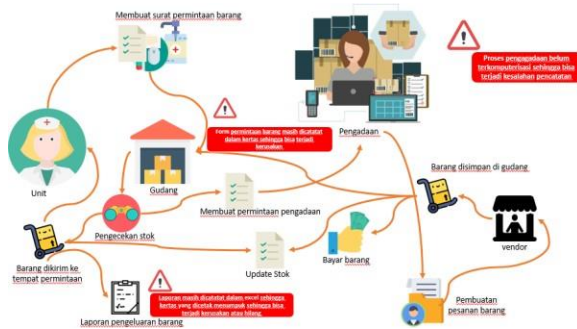 Membuat surat permintaan barang
Proses pengagadaan belum
terkomputerisasi sehingga bisa
terjadi kesalahan pencatatan
Form permintaan barang masih dicatatat
dalam kertas sehingga bisa terjadi
kerusakan
Pengadaan
Unit
Gudang
Barang disimpan di gudang
Membuat permintaan pengadaan
Pengecekan stok
vendor
Barang dikirim ke
tempat permintaan
Update Stok
Bayar barang
Pembuatan
pesanan barang
Laporan masih dicatatat dalam excel sehingga
kertas yang dicetak menumpuk sehingga bisa
terjadi kerusakan atau hilang
Laporan pengeluaran barang